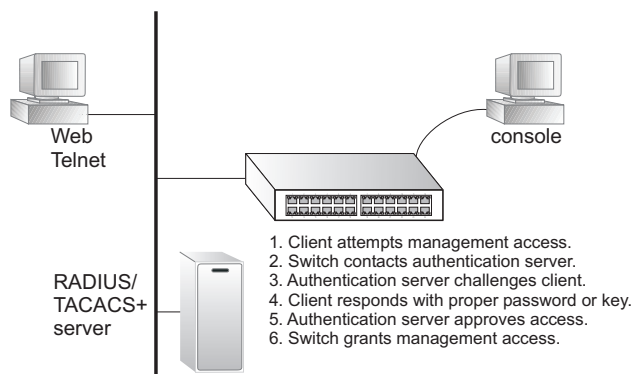 Web
Telnet
console
RADIUS/
TACACS+
server
1. Client attempts management access.
2. Switch contacts authentication server.
3. Authentication server challenges client.
4. Client responds with proper password or key.
5. Authentication server approves access.
6. Switch grants management access.